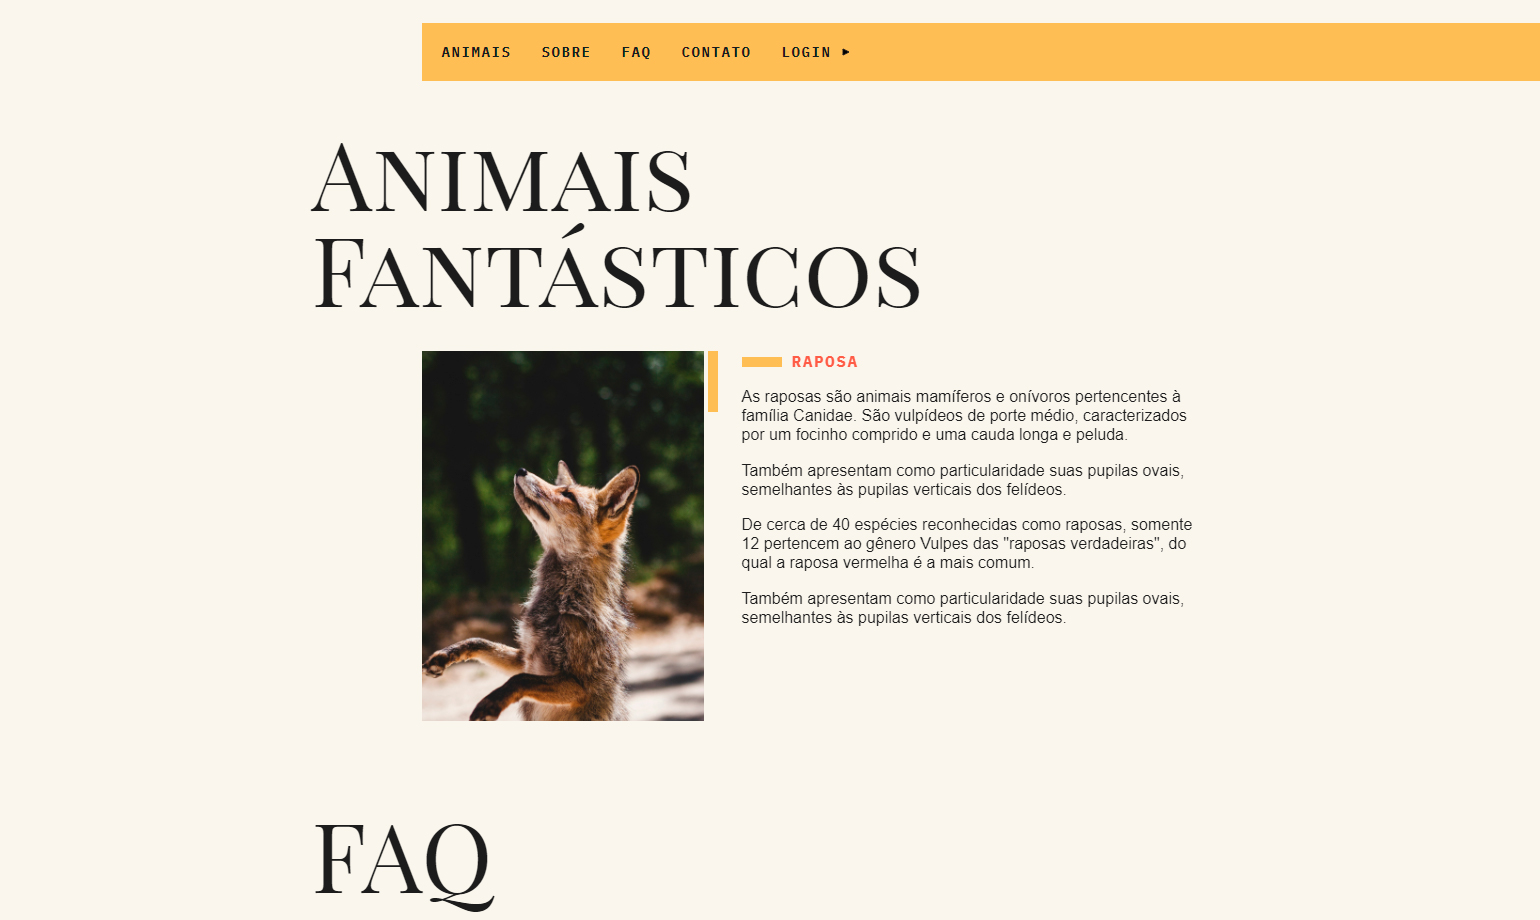 ANIMAIS SOBRE FAQ CONTATO LOGIN ▸
ANIMAIS
FANTÁSTICOS
RAPOSA
As raposas são animais mamíferos e onívoros pertencentes à
família Canidae. São vulpídeos de porte médio, caracterizados
por um focinho comprido e uma cauda longa e peluda.
Também apresentam como particularidade suas pupilas ovais,
semelhantes às pupilas verticais dos felídeos.
De cerca de 40 espécies reconhecidas como raposas, somente
12 pertencem ao gênero Vulpes das "raposas verdadeiras", do
qual a raposa vermelha é a mais comum.
Também apresentam como particularidade suas pupilas ovais,
semelhantes às pupilas verticais dos felídeos.
FAQ